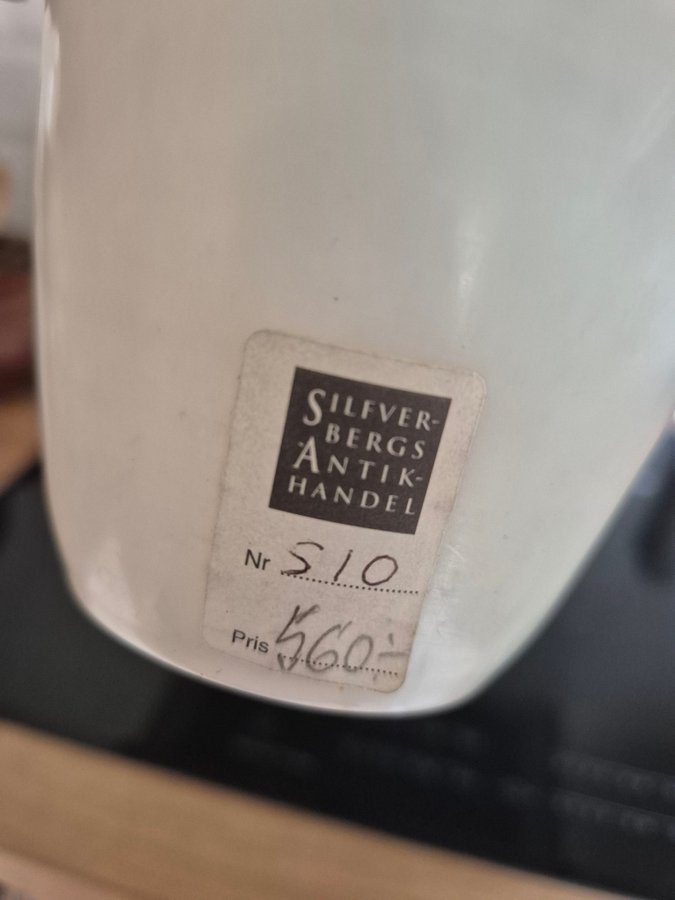 SILFVER-
BERGS
ANTIK-
HANDEL
Nr 510
Pris 560:-